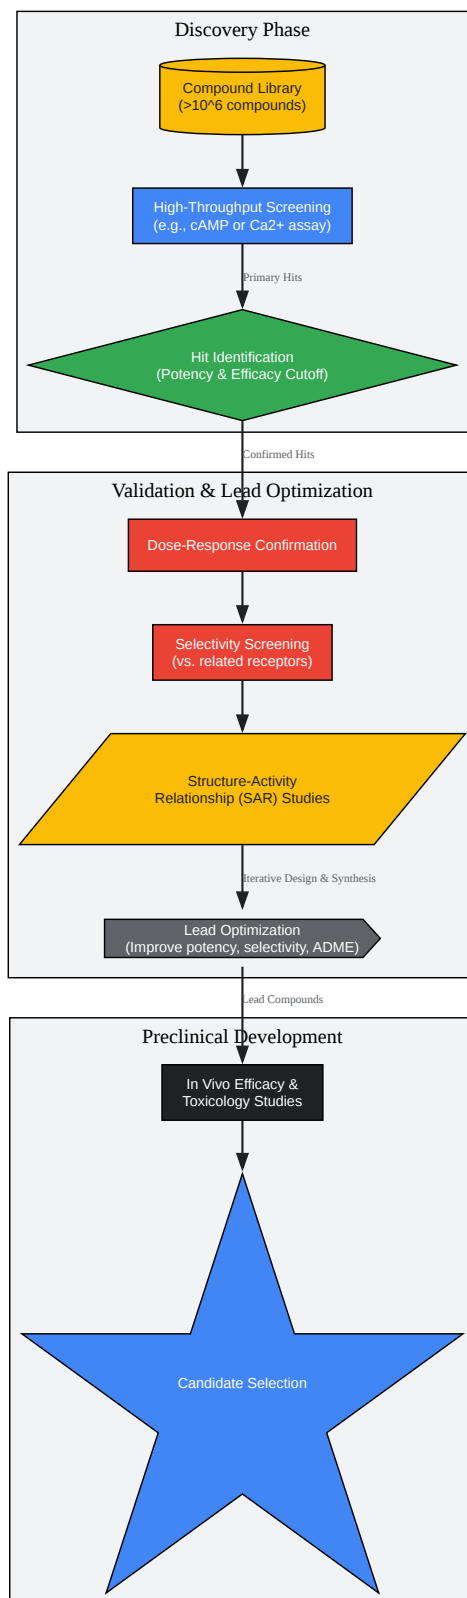 Discovery Phase
Compound Library
(>10^6 compounds)
High-Throughput Screening
(e.g., cAMP or Ca2+ assay)
Primary Hits
Hit Identification
(Potency & Efficacy Cutoff)
Confirmed Hits
Validation & Lead Optimization
Dose-Response Confirmation
Selectivity Screening
(vs. related receptors)
Structure-Activity
Relationship (SAR) Studies
Iterative Design & Synthesis
Lead Optimization
(Improve potency, selectivity, ADME)
Lead Compounds
Preclinical Development
In Vivo Efficacy &
Toxicology Studies
Candidate Selection